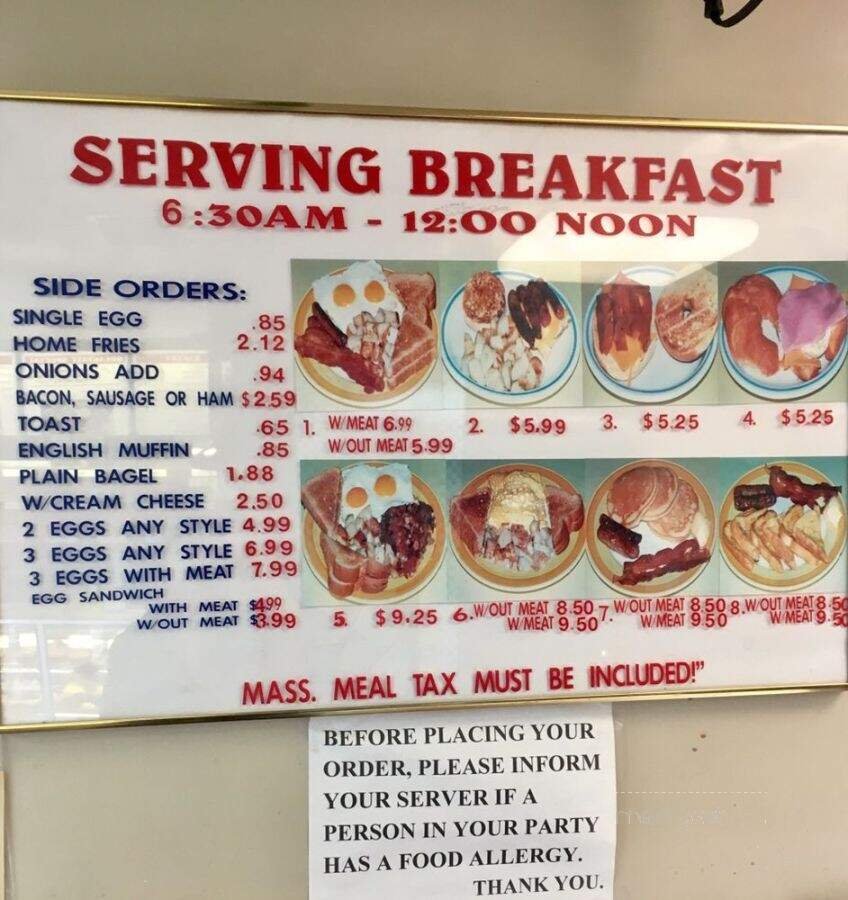 SERVING BREAKFAST
6:30AM - 12:00 NOON
SIDE ORDERS:
SINGLE EGG .85
HOME FRIES 2.12
ONIONS ADD .94
BACON, SAUSAGE OR HAM $2.59
TOAST .65
ENGLISH MUFFIN .85
PLAIN BAGEL 1.88
W/CREAM CHEESE 2.50
2 EGGS ANY STYLE 4.99
3 EGGS ANY STYLE 6.99
3 EGGS WITH MEAT 7.99
EGG SANDWICH
WITH MEAT $4.99
W/OUT MEAT $3.99
1. W/MEAT 6.99
W/OUT MEAT 5.99
2. $5.99
3. $5.25
4. $5.25
5. $9.25
6. W/OUT MEAT 8.50
W/MEAT 9.50
7. W/OUT MEAT 8.50
W/MEAT 9.50
8. W/OUT MEAT 8.50
W/MEAT 9.50
MASS. MEAL TAX MUST BE INCLUDED!"
BEFORE PLACING YOUR
ORDER, PLEASE INFORM
YOUR SERVER IF A
PERSON IN YOUR PARTY
HAS A FOOD ALLERGY.
THANK YOU.